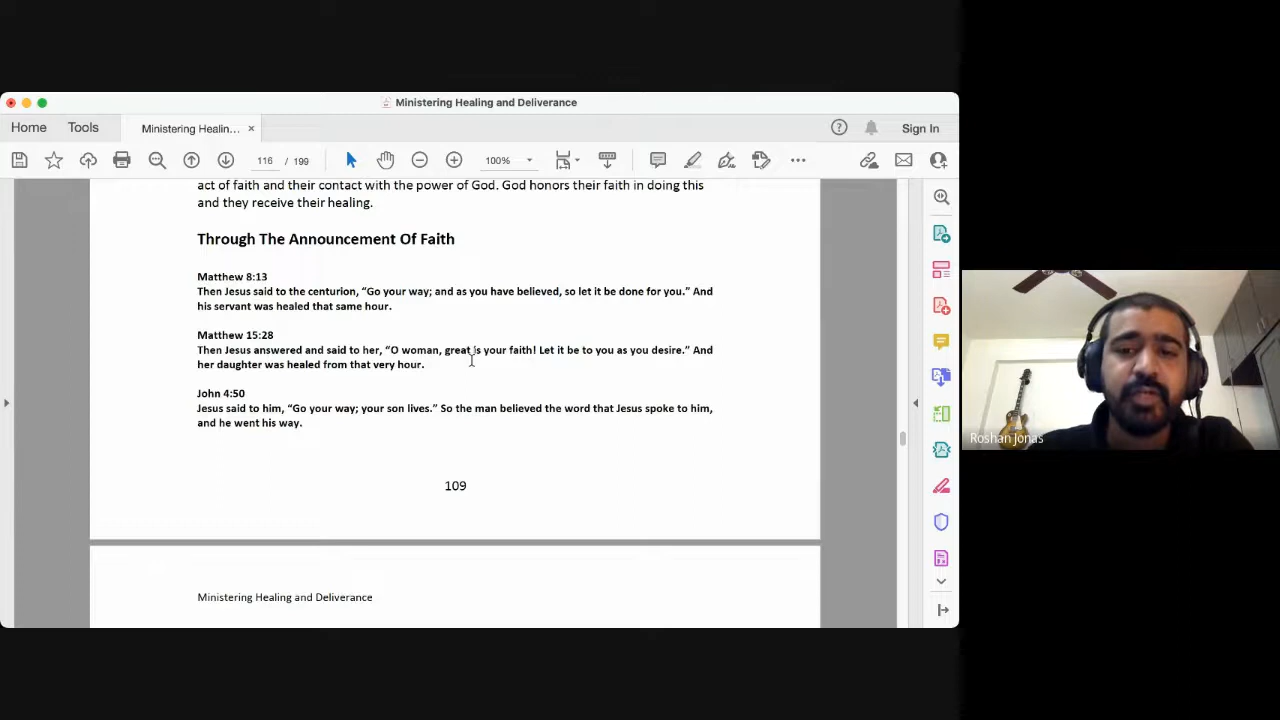 Ministering Healing and Deliverance
Home Tools Ministering Healin... × Sign In
116 / 199 100%
act of faith and their contact with the power of God. God honors their faith in doing this
and they receive their healing.
Through The Announcement Of Faith
Matthew 8:13
Then Jesus said to the centurion, “Go your way; and as you have believed, so let it be done for you.” And
his servant was healed that same hour.
Matthew 15:28
Then Jesus answered and said to her, “O woman, great is your faith! Let it be to you as you desire.” And
her daughter was healed from that very hour.
John 4:50
Jesus said to him, “Go your way; your son lives.” So the man believed the word that Jesus spoke to him,
and he went his way.
109
Ministering Healing and Deliverance
Roshan Jonas